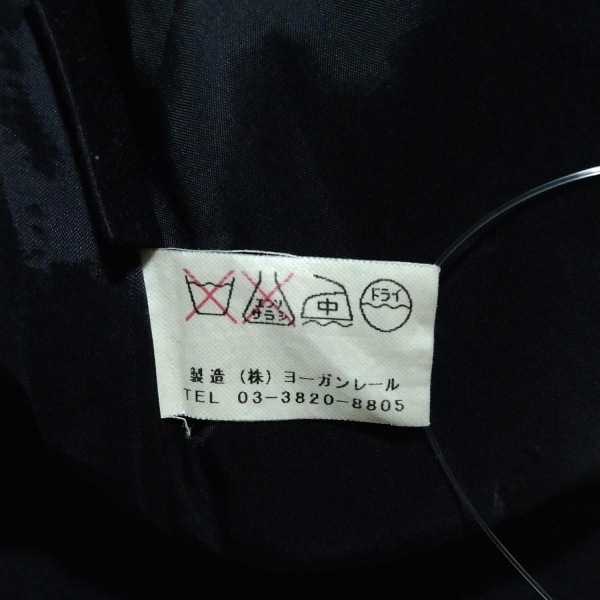 エンソ
サラシ
中
ドライ
製造（株）ヨーガンレール
TEL 03-3820-8805